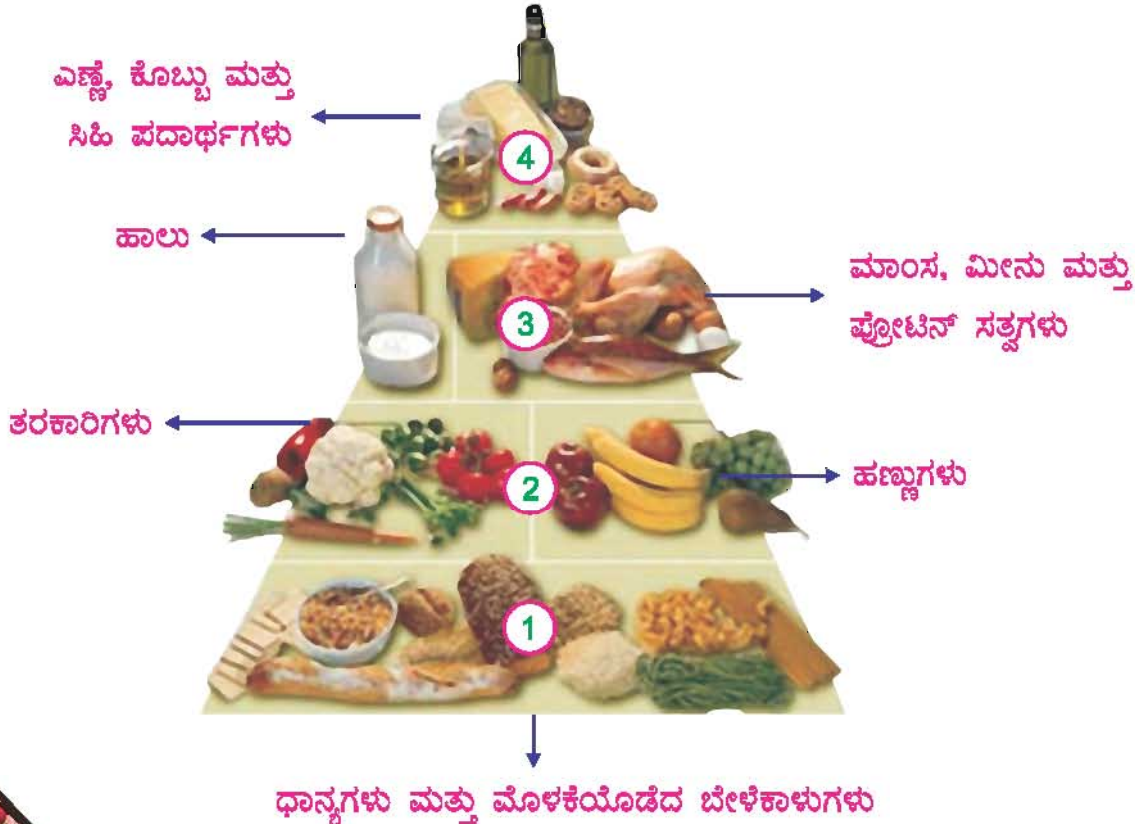 ಎಣ್ಣೆ, ಕೊಬ್ಬು ಮತ್ತು
ಸಿಹಿ ಪದಾರ್ಥಗಳು
4
ಹಾಲು
ಮಾಂಸ, ಮೀನು ಮತ್ತು
ಪ್ರೋಟಿನ್ ಸತ್ವಗಳು
3
ತರಕಾರಿಗಳು
ಹಣ್ಣುಗಳು
2
1
ಧಾನ್ಯಗಳು ಮತ್ತು ಮೊಳಕೆಯೊಡೆದ ಬೇಳೆಕಾಳುಗಳು